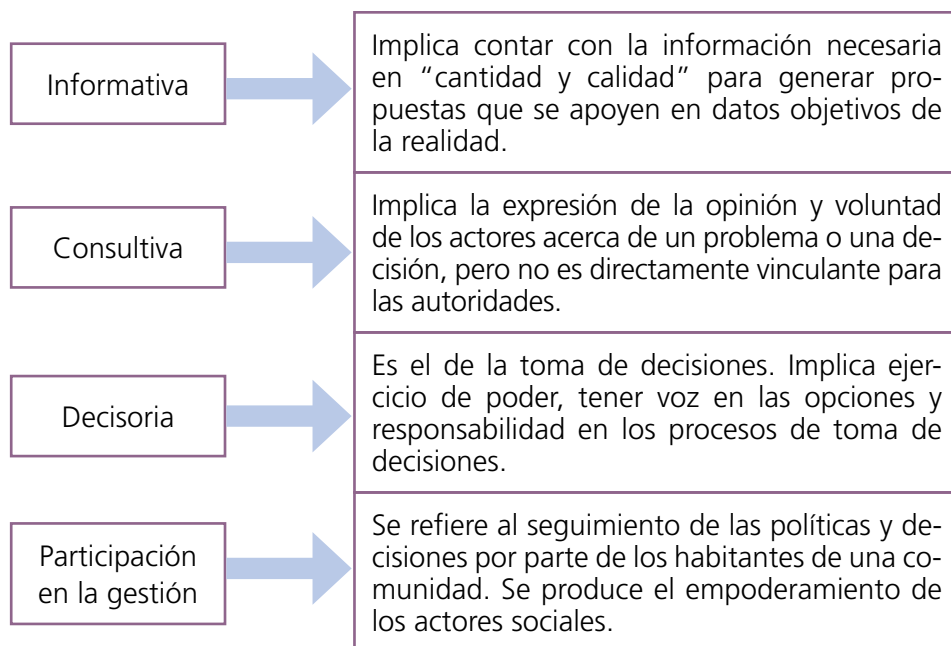 Informativa
Implica contar con la información necesaria
en “cantidad y calidad” para generar pro-
puestas que se apoyen en datos objetivos de
la realidad.
Consultiva
Implica la expresión de la opinión y voluntad
de los actores acerca de un problema o una de-
cisión, pero no es directamente vinculante para
las autoridades.
Decisoria
Es el de la toma de decisiones. Implica ejer-
cicio de poder, tener voz en las opciones y
responsabilidad en los procesos de toma de
decisiones.
Participación
en la gestión
Se refiere al seguimiento de las políticas y de-
cisiones por parte de los habitantes de una co-
munidad. Se produce el empoderamiento de
los actores sociales.